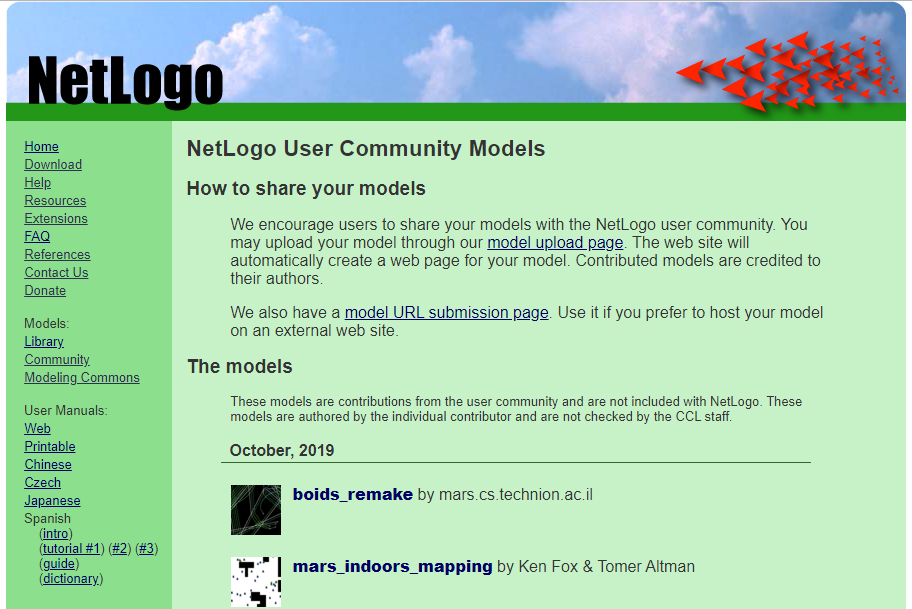 NetLogo
Home
Download
Help
Resources
Extensions
FAQ
References
Contact Us
Donate
Models:
Library
Community
Modeling Commons
User Manuals:
Web
Printable
Chinese
Czech
Japanese
Spanish
(intro)
(tutorial #1) (#2) (#3)
(guide)
(dictionary)
NetLogo User Community Models
How to share your models
We encourage users to share your models with the NetLogo user community. You
may upload your model through our model upload page. The web site will
automatically create a web page for your model. Contributed models are credited to
their authors.
We also have a model URL submission page. Use it if you prefer to host your model
on an external web site.
The models
These models are contributions from the user community and are not included with NetLogo. These
models are authored by the individual contributor and are not checked by the CCL staff.
October, 2019
boids_remake by mars.cs.technion.ac.il
mars_indoors_mapping by Ken Fox & Tomer Altman